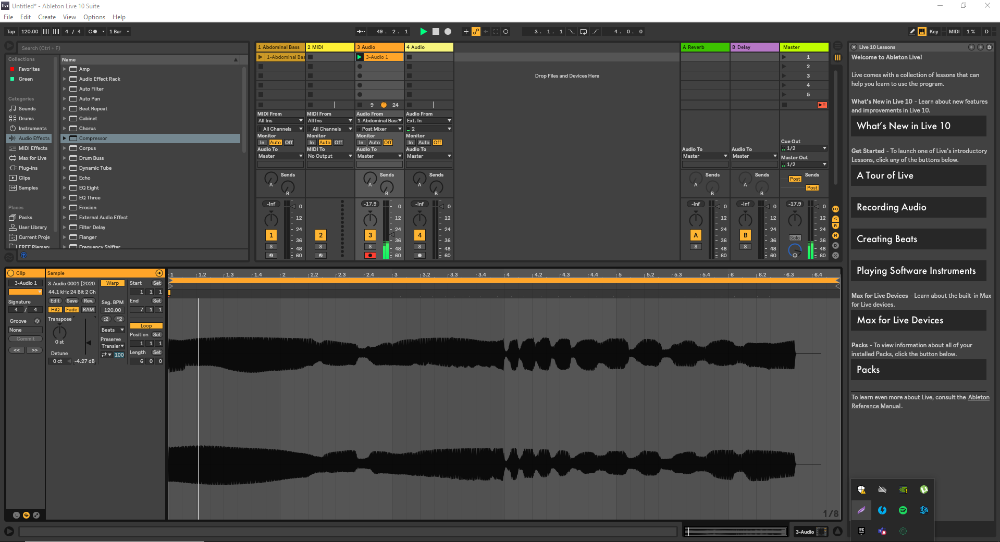 Live Untitled* - Ableton Live 10 Suite
File Edit Create View Options Help
Tap 120.00 4 / 4 1 Bar 49 . 2 . 1 3 . 1 . 1 4 . 0 . 0 Key MIDI 1 % D
Search (Ctrl + F)
Collections
Favorites
Green
Categories
Sounds
Drums
Instruments
Audio Effects
MIDI Effects
Max for Live
Plug-ins
Clips
Samples
Places
Packs
User Library
Current Proje
FREE Rieman
Name
Amp
Audio Effect Rack
Auto Filter
Auto Pan
Beat Repeat
Cabinet
Chorus
Compressor
Corpus
Drum Buss
Dynamic Tube
Echo
EQ Eight
EQ Three
Erosion
External Audio Effect
Filter Delay
Flanger
Frequency Shifter
1 Abdominal Bass 2 MIDI 3 Audio 4 Audio A Reverb B Delay Master
1-Abdominal Bas 3-Audio 1 1
2
Drop Files and Devices Here 3
4
5
9 24
MIDI From MIDI From Audio From Audio From
All Ins All Ins 1-Abdominal Bas Ext. In
All Channels All Channels Post Mixer 2
Monitor Monitor Monitor Monitor
In Auto Off In Auto Off In Auto Off In Auto Off Cue Out
1/2
Audio To MIDI To Audio To Audio To Audio To Audio To
Master No Output Master Master Master Master
Master Out
1/2
Sends Sends Sends Sends Sends Sends
A A A A A Post
B B B B B Post
-Inf -17.9 -Inf -Inf -Inf -17.9
0 0 0 0 0 0
12 12 12 12 12 12
24 24 24 24 24 24
1 2 3 4 A B
36 36 36 36 36 36
Solo
S S S S S S
48 48 48 48 48 48
60 60 60 60 60 60
Live 10 Lessons
Welcome to Ableton Live!
Live comes with a collection of lessons that can
help you learn to use the program.
What's New in Live 10 - Learn about new features
and improvements in Live 10.
What's New in Live 10
Get Started - To launch one of Live's introductory
Lessons, click any of the buttons below.
A Tour of Live
Recording Audio
Creating Beats
Playing Software Instruments
Max for Live Devices - Learn about the built-in Max
for Live devices.
Max for Live Devices
Packs - To view information about all of your
installed Packs, click the button below.
Packs
To learn even more about Live, consult the Ableton
Reference Manual.
Clip
3-Audio 1
Signature
4 / 4
Groove
None
Commit
<< >>
Sample
3-Audio 0001 [2020-
44.1 kHz 24 Bit 2 Ch
Edit Save Rev.
HiQ Fade RAM
Transpose
0 st
Detune
0 ct -4.27 dB
Warp
Seg. BPM
120.00
:2 *2
Beats
Preserve
Transier
100
Start Set
1 1 1
End Set
7 1 1
Loop
Position Set
1 1 1
Length Set
6 0 0
1 1.2 1.3 1.4 2 2.2 2.3 2.4 3 3.2 3.3 3.4 4 4.2 4.3 4.4 5 5.2 5.3 5.4 6 6.2 6.3 6.4
1/8
3-Audio
EPIC